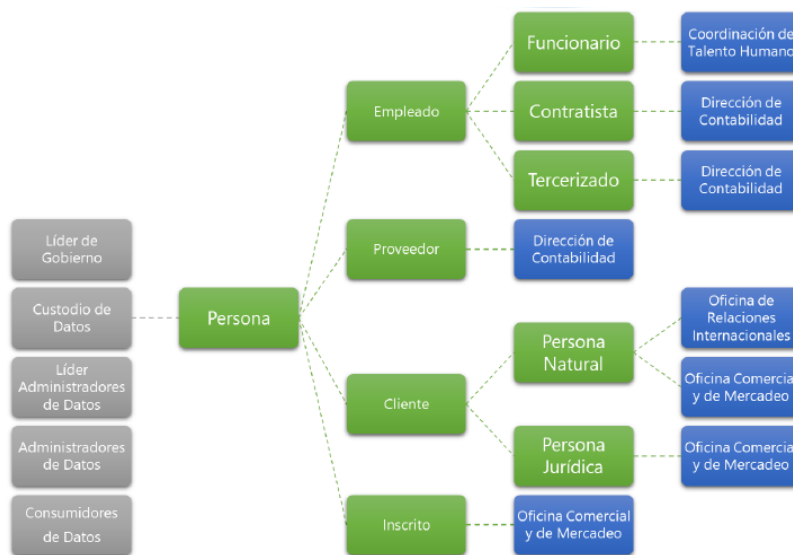 Líder de
Gobierno
Custodio de
Datos
Líder
Administradores
de Datos
Administradores
de Datos
Consumidores
de Datos
Persona
Empleado
Funcionario
Coordinación de
Talento Humano
Contratista
Dirección de
Contabilidad
Tercerizado
Dirección de
Contabilidad
Proveedor
Dirección de
Contabilidad
Cliente
Persona
Natural
Oficina de
Relaciones
Internacionales
Oficina Comercial
y de Mercadeo
Persona
Jurídica
Oficina Comercial
y de Mercadeo
Inscrito
Oficina Comercial
y de Mercadeo